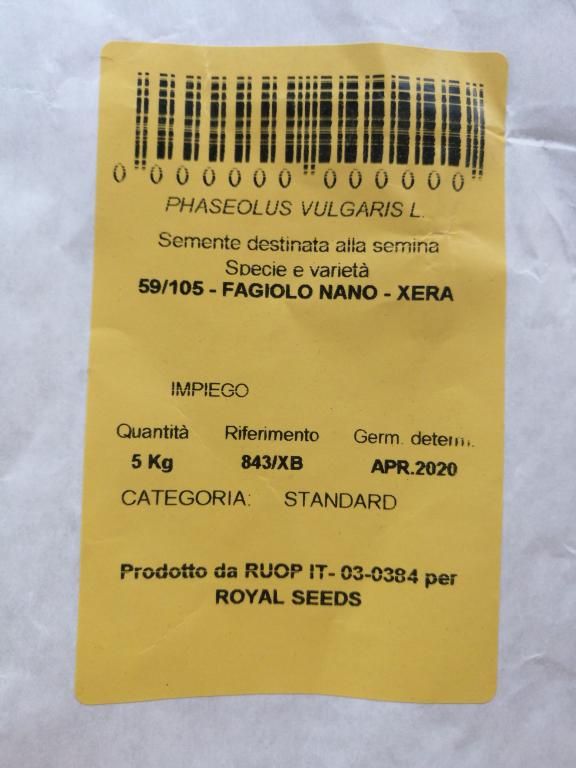 0 000000 000000
PHASEOLUS VULGARIS L.
Semente destinata alla semina
Specie e varietà
59/105 - FAGIOLO NANO - XERA
IMPIEGO
Quantità Riferimento Germ. determ.
5 Kg 843/XB APR.2020
CATEGORIA: STANDARD
Prodotto da RUOP IT- 03-0384 per
ROYAL SEEDS